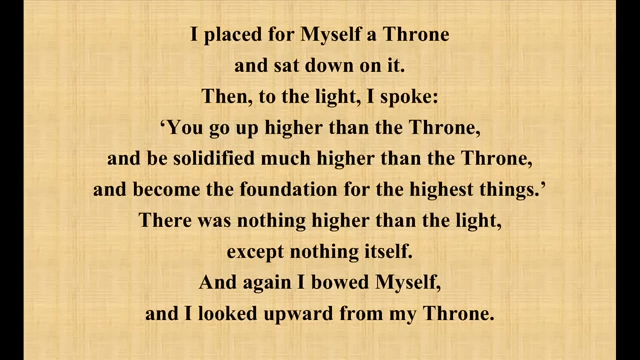 I placed for Myself a Throne
and sat down on it.
Then, to the light, I spoke:
‘You go up higher than the Throne,
and be solidified much higher than the Throne,
and become the foundation for the highest things.’
There was nothing higher than the light,
except nothing itself.
And again I bowed Myself,
and I looked upward from my Throne.